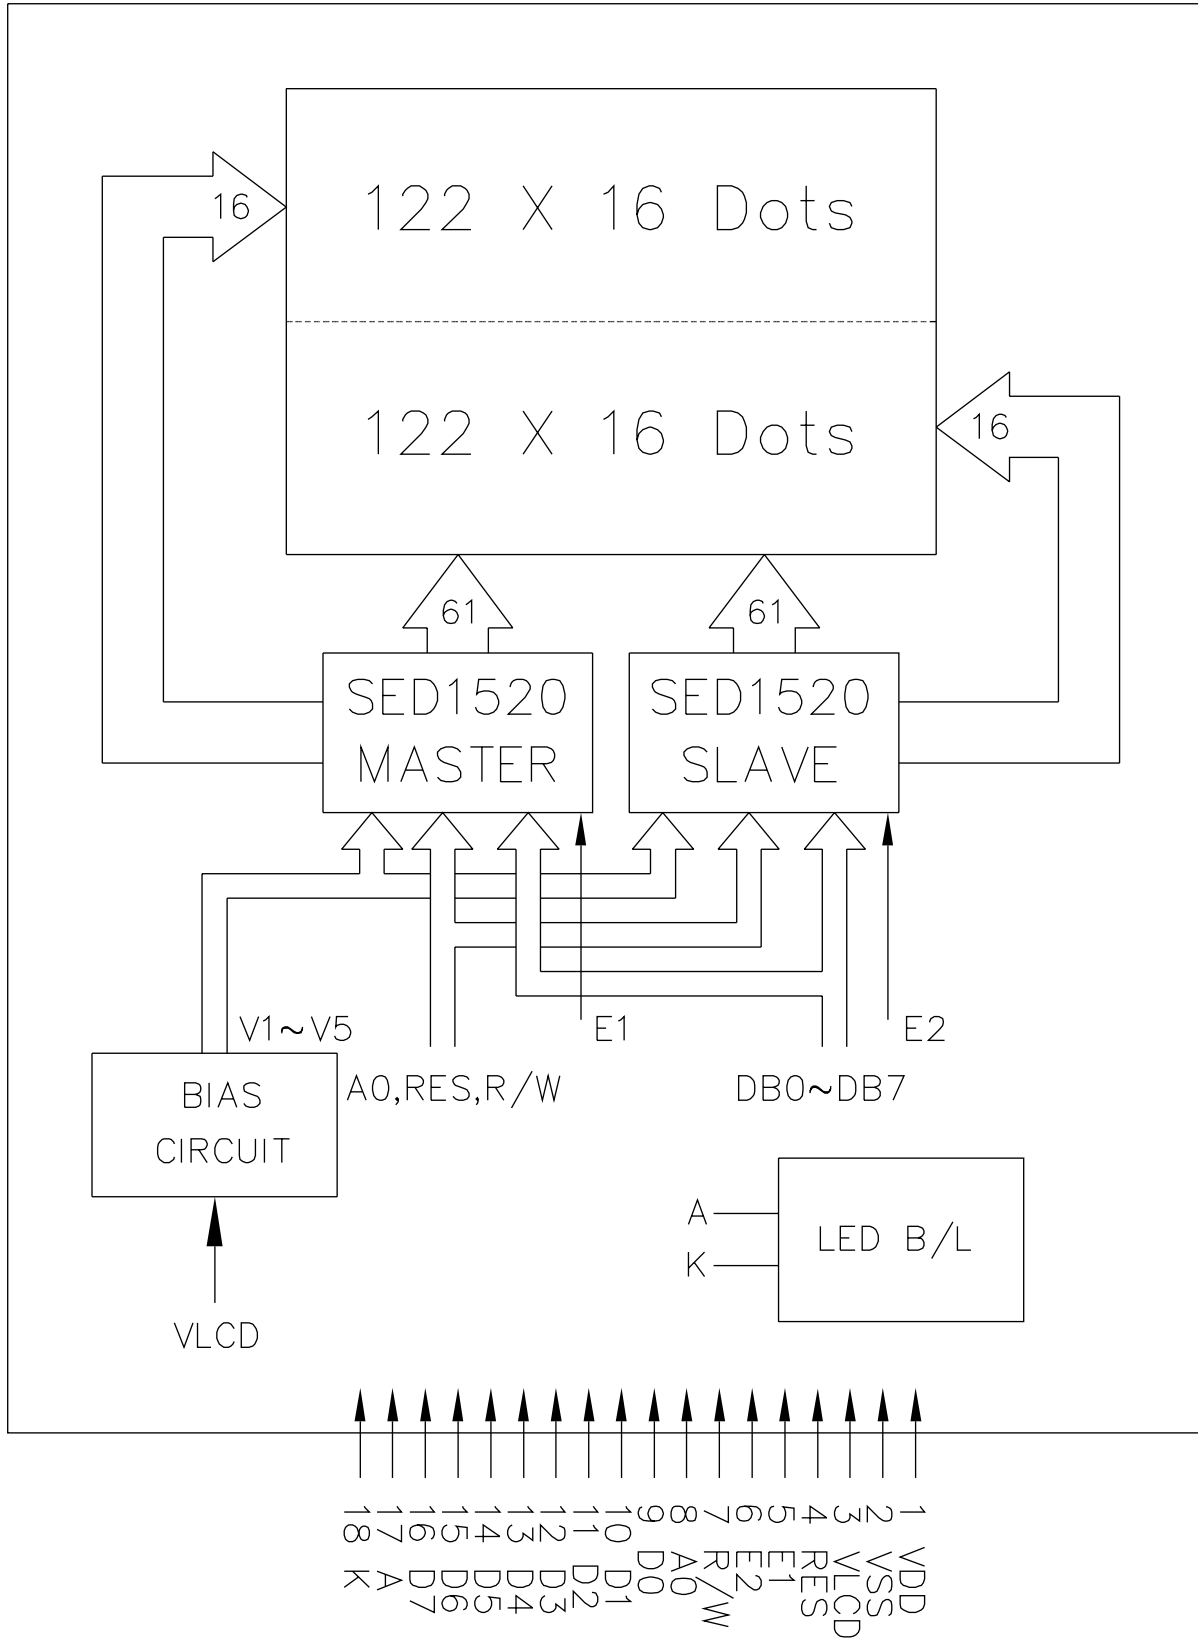 122 X 16 Dots
16
122 X 16 Dots
16
61
61
SED1520
MASTER
SED1520
SLAVE
V1~V5
E1
E2
BIAS
CIRCUIT
A0,RES,R/W
DB0~DB7
VLCD
A
K
LED B/L
1 VDD
2 VSS
3 VLCD
4 RES
5 E1
6 E2
7 R/W
8 A0
9 D0
10 D1
11 D2
12 D3
13 D4
14 D5
15 D6
16 D7
17 A
18 K